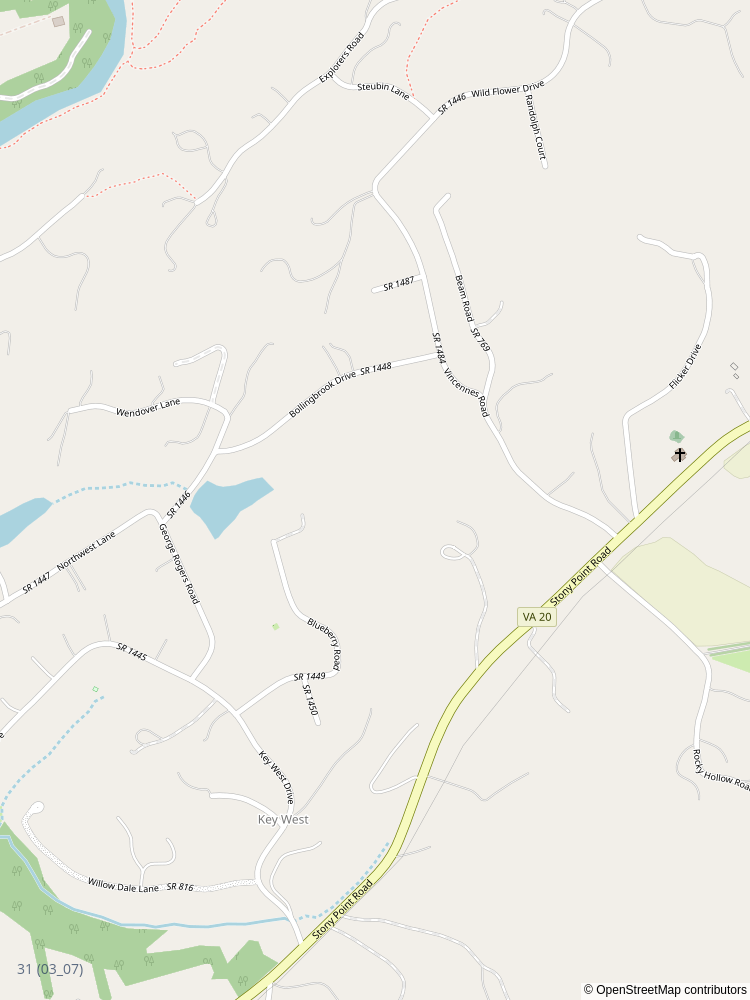 Explorers Road
Steubin Lane
SR 1446
Wild Flower Drive
Randolph Court
SR 1487
Beam Road
SR 769
SR 1484
Vincennes Road
Flicker Drive
Bollingbrook Drive
SR 1448
Wendover Lane
SR 1446
Northwest Lane
SR 1447
George Rogers Road
Stony Point Road
VA 20
Blueberry Road
SR 1445
SR 1449
SR 1450
Key West Drive
Rocky Hollow Road
Key West
Willow Dale Lane
SR 816
Stony Point Road
31 (03_07)
© OpenStreetMap contributors